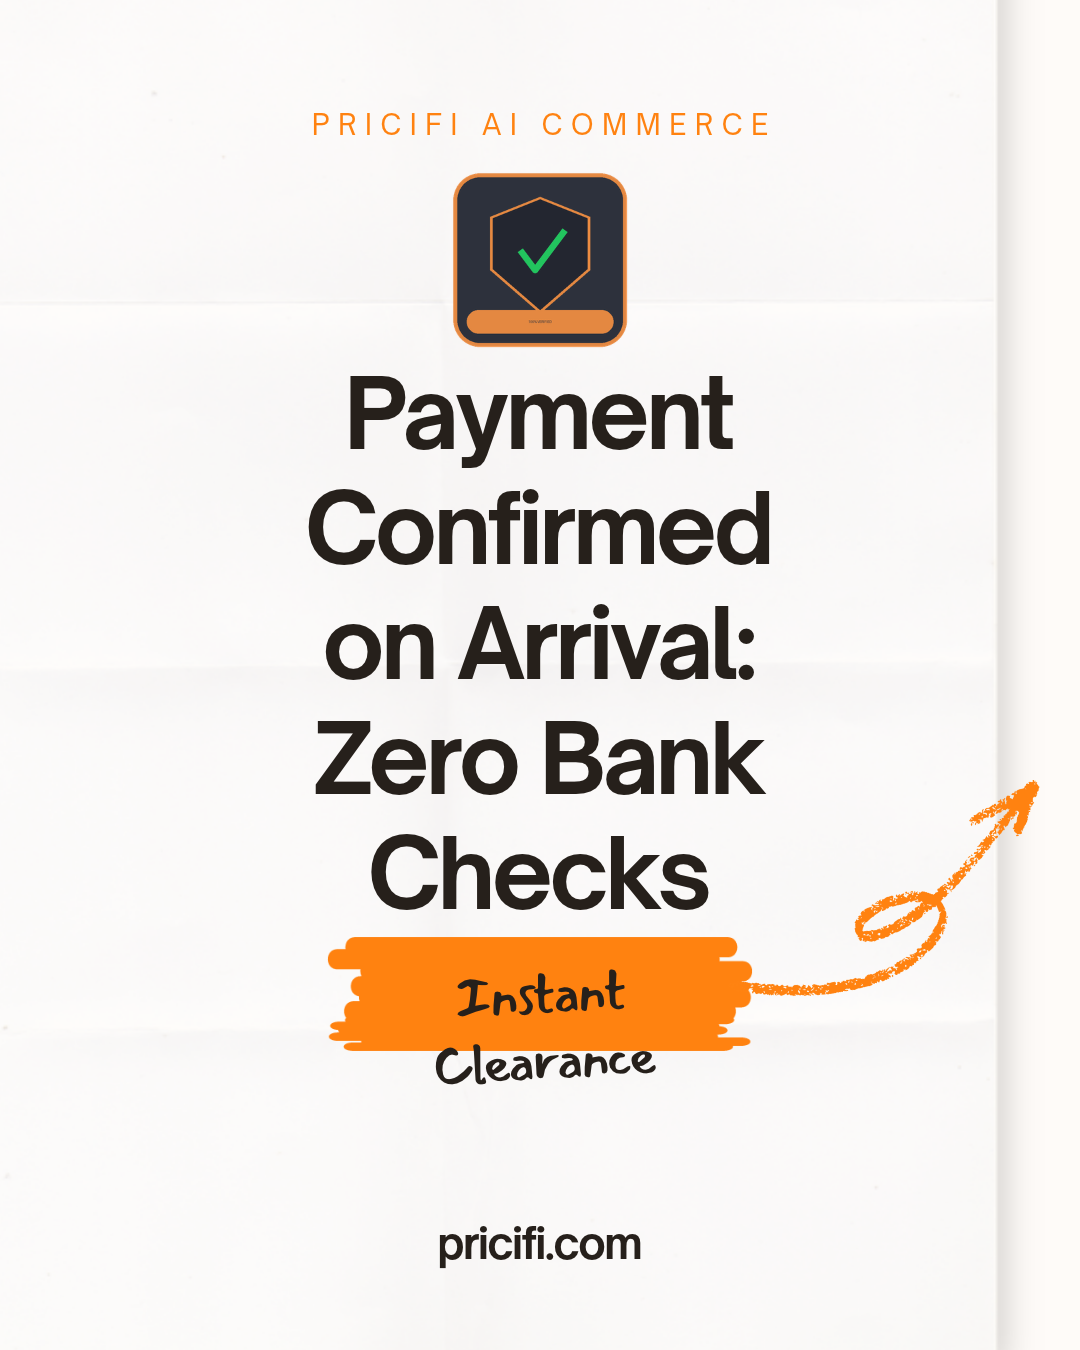 PRICIFI AI COMMERCE
Payment
Confirmed
on Arrival:
Zero Bank
Checks
Instant
Clearance
pricifi.com